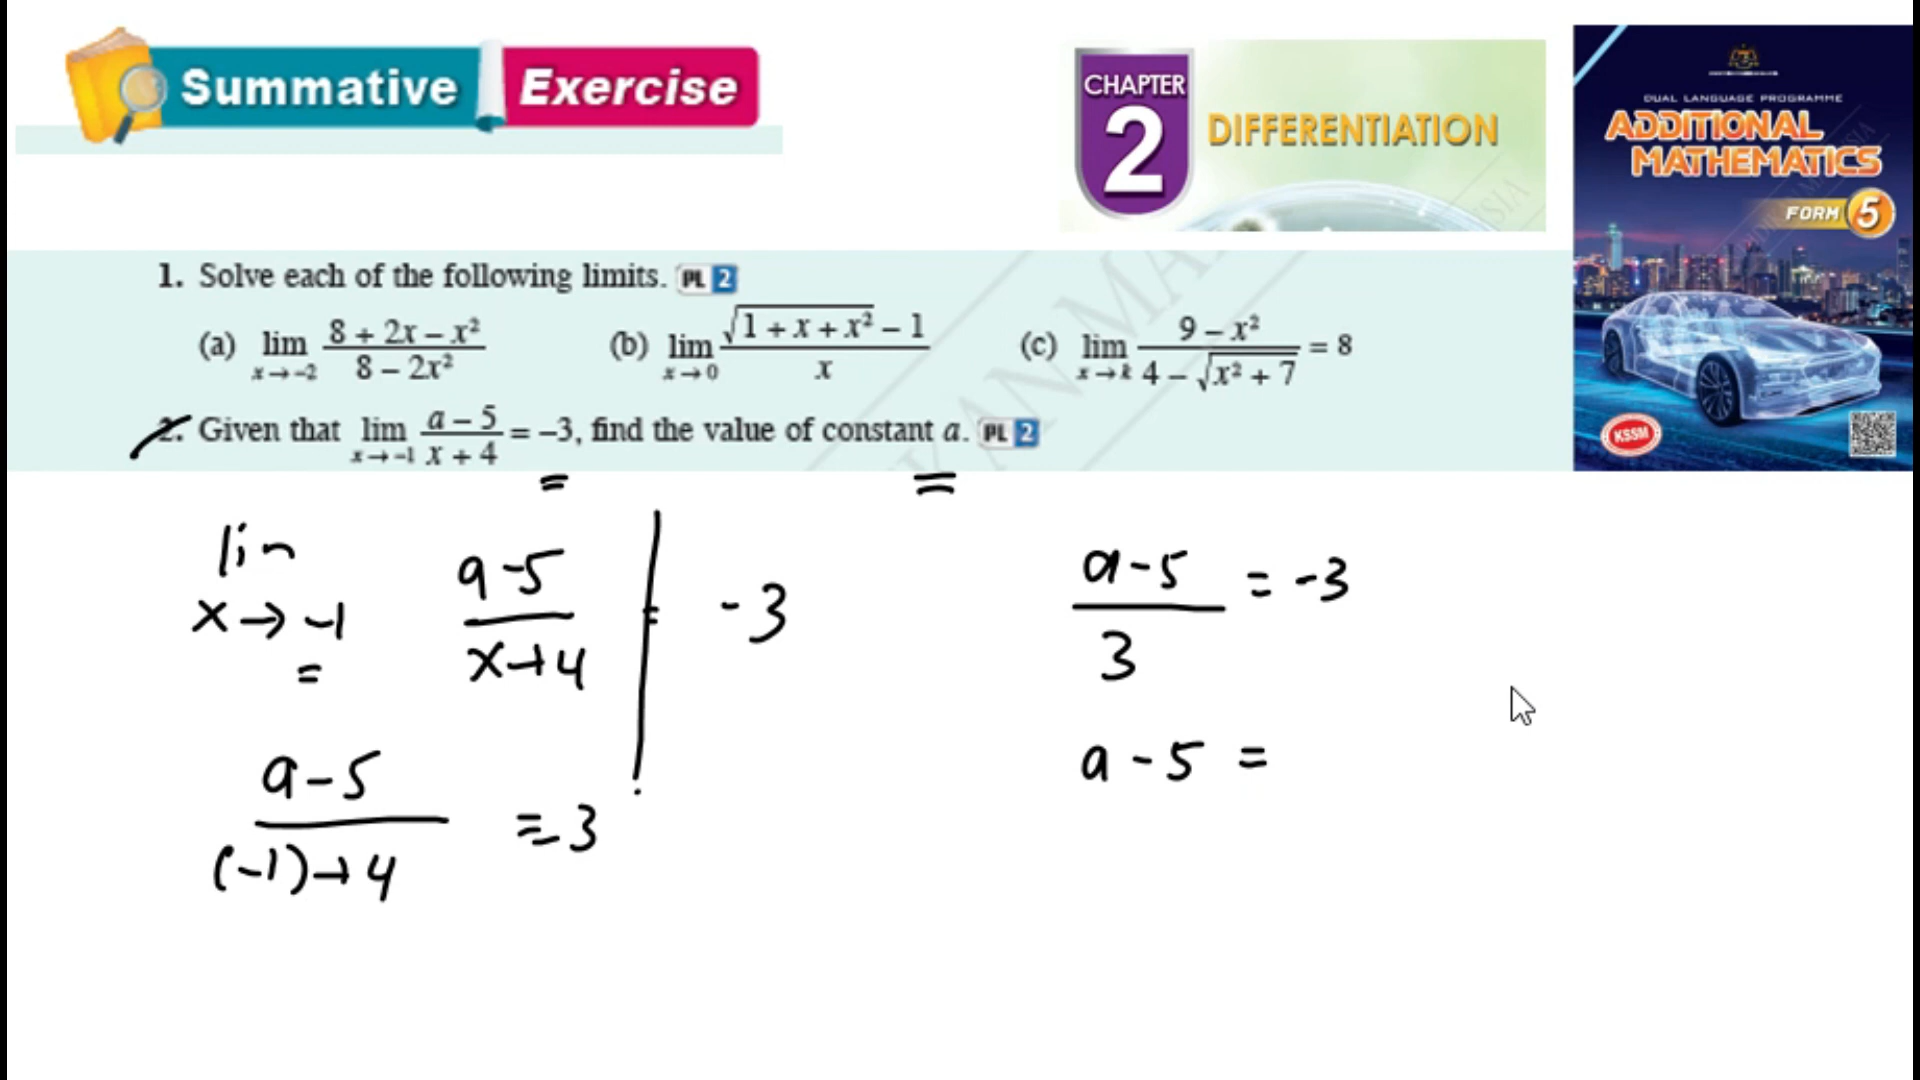 Summative Exercise
CHAPTER 2 DIFFERENTIATION
DUAL LANGUAGE PROGRAMME
ADDITIONAL
MATHEMATICS
FORM 5
KSSM
1. Solve each of the following limits. PL 2
(a) lim x→-2 (8 + 2x – x²)/(8 – 2x²) (b) lim x→0 (√(1 + x + x²) – 1)/x (c) lim x→k (9 – x²)/(4 – √(x² + 7)) = 8
2. Given that lim x→-1 (a – 5)/(x + 4) = –3, find the value of constant a. PL 2
lim x→-1 (a-5)/(x+4) = -3
(a-5)/((-1)+4) = -3
(a-5)/3 = -3
a - 5 =